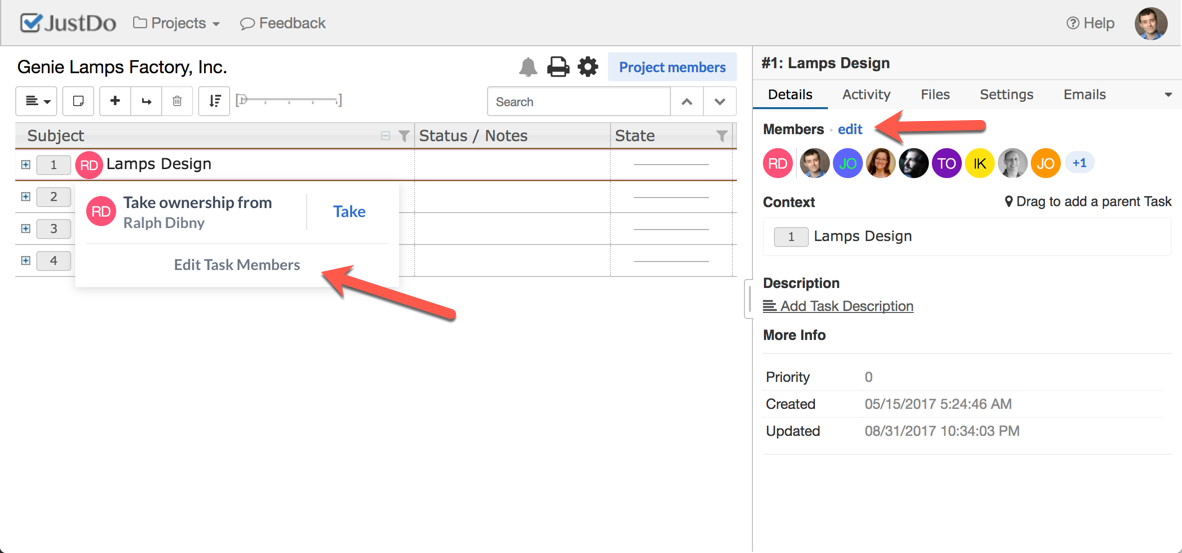 JustDo Projects Feedback Help
Genie Lamps Factory, Inc. Project members
Search
Subject Status / Notes State
1 RD Lamps Design
2
3
4
RD Take ownership from
Ralph Dibny
Take
Edit Task Members
#1: Lamps Design
Details Activity Files Settings Emails
Members - edit
RD JO TO IK JO +1
Context Drag to add a parent Task
1 Lamps Design
Description
Add Task Description
More Info
Priority 0
Created 05/15/2017 5:24:46 AM
Updated 08/31/2017 10:34:03 PM